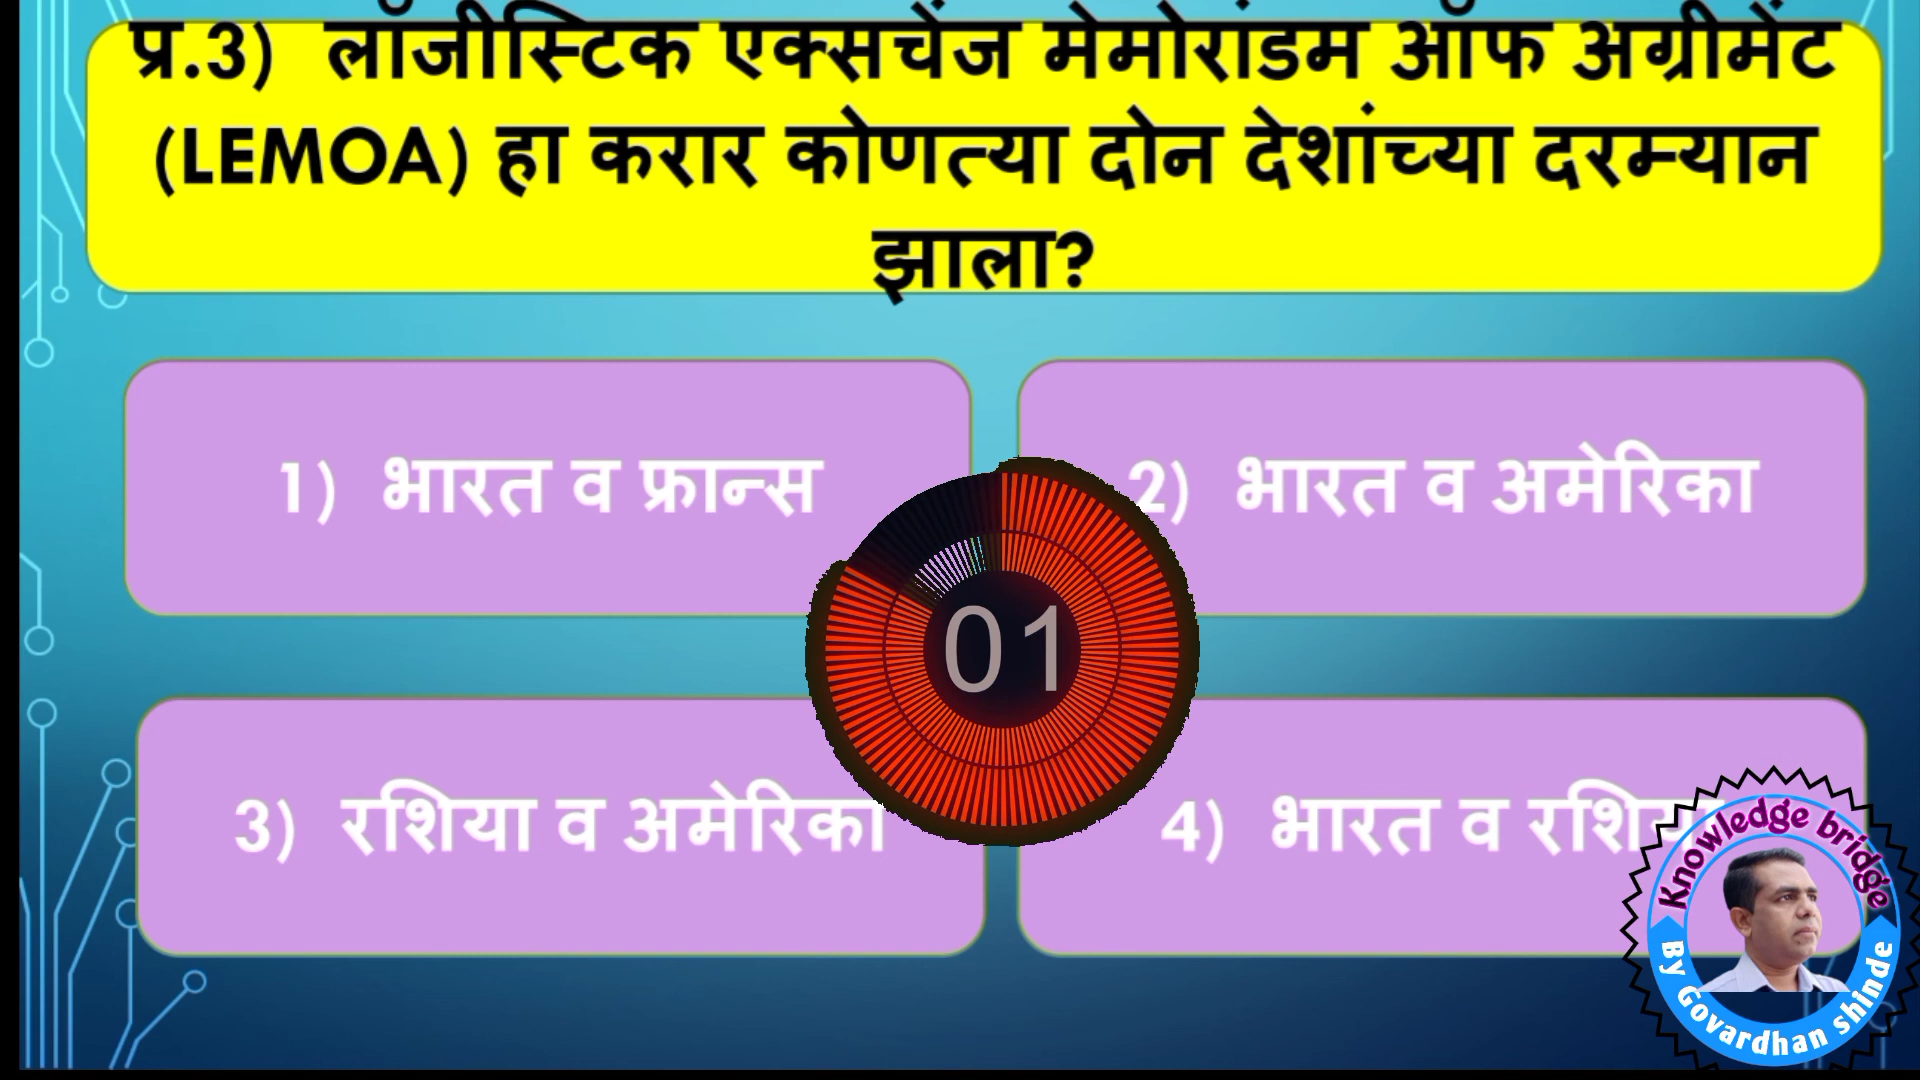 प्र.3) लॉजीस्टिक एक्सचेंज मेमोरांडम ऑफ अग्रीमेंट
(LEMOA) हा करार कोणत्या दोन देशांच्या दरम्यान
झाला?
1) भारत व फ्रान्स
2) भारत व अमेरिका
01
3) रशिया व अमेरिका
4) भारत व रशिया
Knowledge bridge
By Govardhan shinde